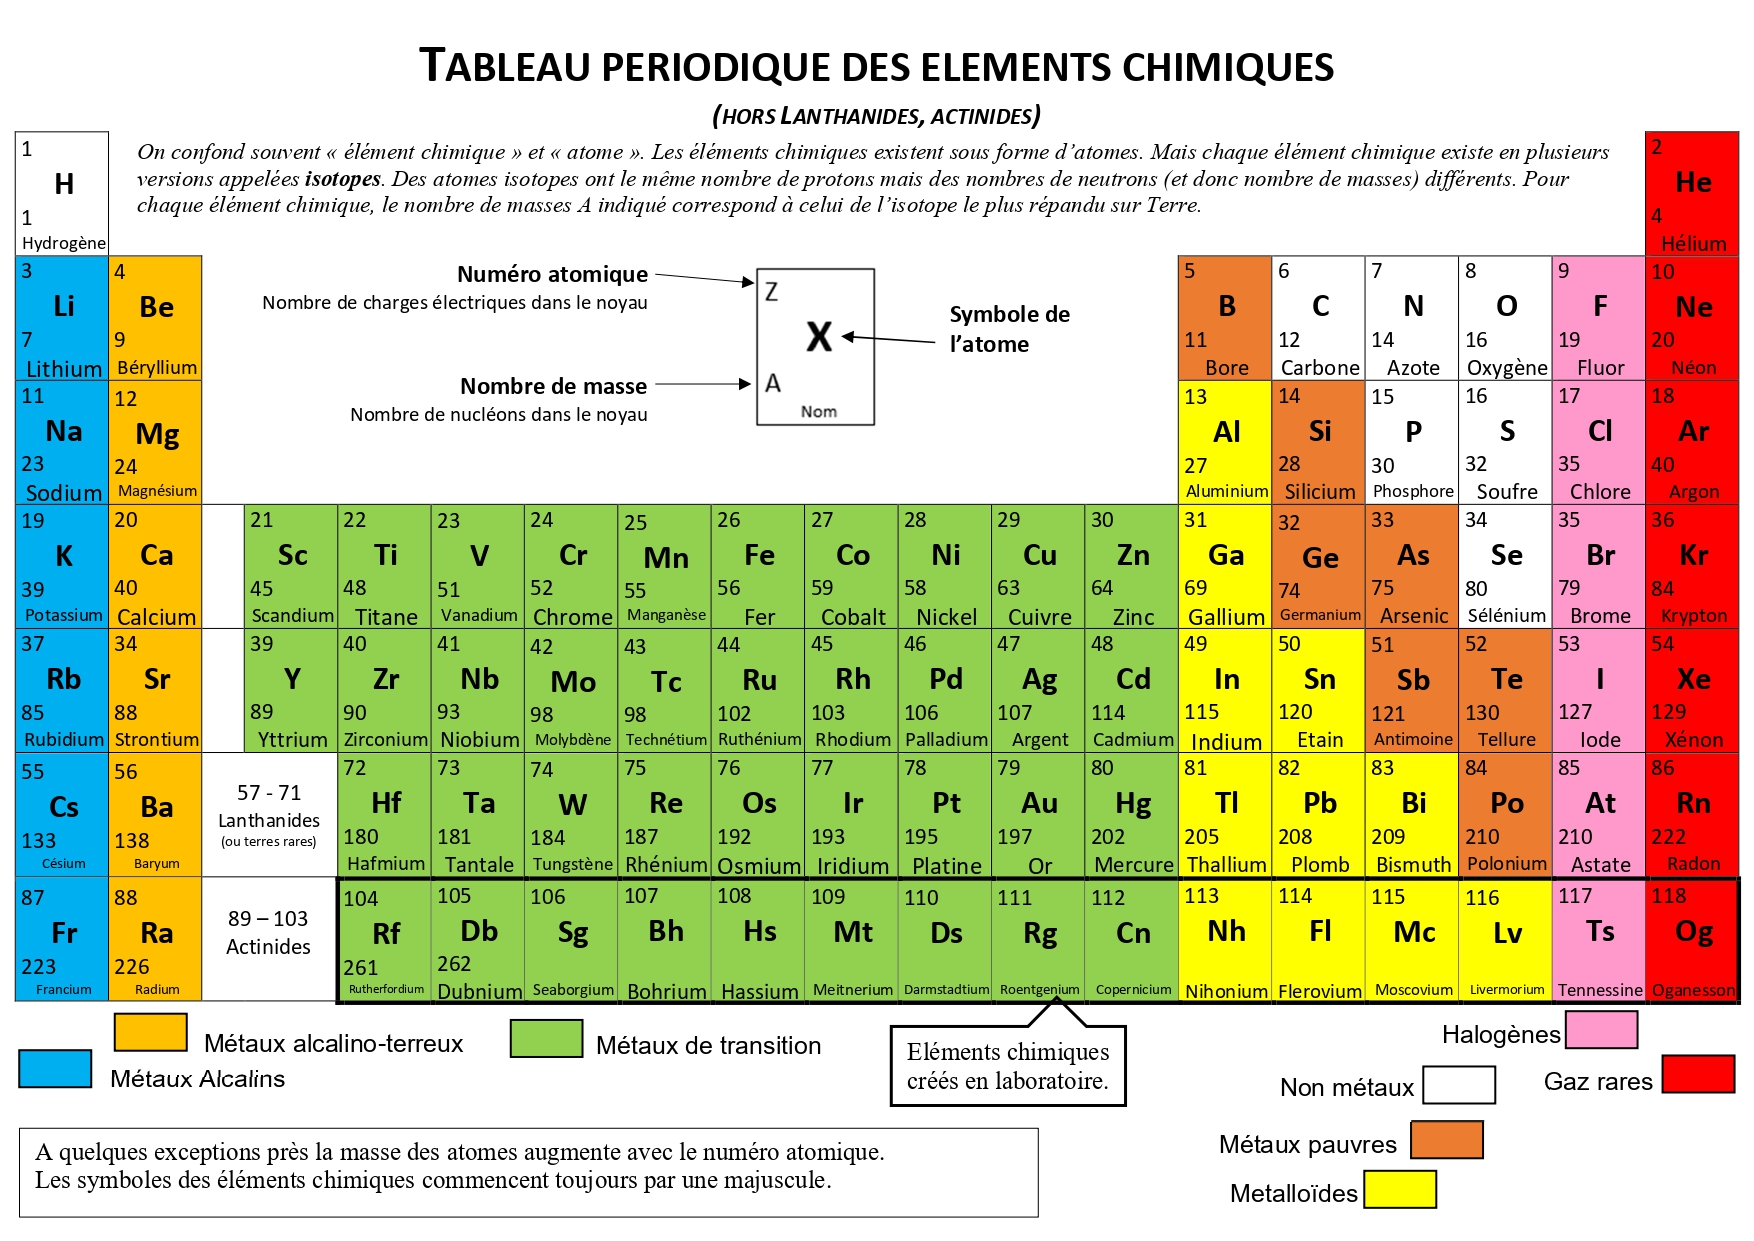 TABLEAU PERIODIQUE DES ELEMENTS CHIMIQUES
(HORS LANTHANIDES, ACTINIDES)
On confond souvent « élément chimique » et « atome ». Les éléments chimiques existent sous forme d’atomes. Mais chaque élément chimique existe en plusieurs
versions appelées isotopes. Des atomes isotopes ont le même nombre de protons mais des nombres de neutrons (et donc nombre de masses) différents. Pour
chaque élément chimique, le nombre de masses A indiqué correspond à celui de l’isotope le plus répandu sur Terre.
1 2
H He
1 4
Hydrogène Hélium
Numéro atomique
Nombre de charges électriques dans le noyau
Nombre de masse
Nombre de nucléons dans le noyau
Z
X
A
Nom
Symbole de
l’atome
3 4 5 6 7 8 9 10
Li Be B C N O F Ne
7 9 11 12 14 16 19 20
Lithium Béryllium Bore Carbone Azote Oxygène Fluor Néon
11 12 13 14 15 16 17 18
Na Mg Al Si P S Cl Ar
23 24 27 28 30 32 35 40
Sodium Magnésium Aluminium Silicium Phosphore Soufre Chlore Argon
19 20 21 22 23 24 25 26 27 28 29 30 31 32 33 34 35 36
K Ca Sc Ti V Cr Mn Fe Co Ni Cu Zn Ga Ge As Se Br Kr
39 40 45 48 51 52 55 56 59 58 63 64 69 74 75 80 79 84
Potassium Calcium Scandium Titane Vanadium Chrome Manganèse Fer Cobalt Nickel Cuivre Zinc Gallium Germanium Arsenic Sélénium Brome Krypton
37 34 39 40 41 42 43 44 45 46 47 48 49 50 51 52 53 54
Rb Sr Y Zr Nb Mo Tc Ru Rh Pd Ag Cd In Sn Sb Te I Xe
85 88 89 90 93 98 98 102 103 106 107 114 115 120 121 130 127 129
Rubidium Strontium Yttrium Zirconium Niobium Molybdène Technétium Ruthénium Rhodium Palladium Argent Cadmium Indium Etain Antimoine Tellure Iode Xénon
55 56 72 73 74 75 76 77 78 79 80 81 82 83 84 85 86
Cs Ba Hf Ta W Re Os Ir Pt Au Hg Tl Pb Bi Po At Rn
133 138 180 181 184 187 192 193 195 197 202 205 208 209 210 210 222
Césium Baryum Hafmium Tantale Tungstène Rhénium Osmium Iridium Platine Or Mercure Thallium Plomb Bismuth Polonium Astate Radon
57 - 71
Lanthanides
(ou terres rares)
87 88 104 105 106 107 108 109 110 111 112 113 114 115 116 117 118
Fr Ra Rf Db Sg Bh Hs Mt Ds Rg Cn Nh Fl Mc Lv Ts Og
223 226 261 262
Francium Radium Rutherfordium Dubnium Seaborgium Bohrium Hassium Meitnerium Darmstadtium Roentgenium Copernicium Nihonium Flerovium Moscovium Livermorium Tennessine Oganesson
89 – 103
Actinides
Métaux alcalino-terreux
Métaux Alcalins
Métaux de transition
Eléments chimiques
créés en laboratoire.
Halogènes
Non métaux
Gaz rares
Métaux pauvres
Metalloïdes
A quelques exceptions près la masse des atomes augmente avec le numéro atomique.
Les symboles des éléments chimiques commencent toujours par une majuscule.